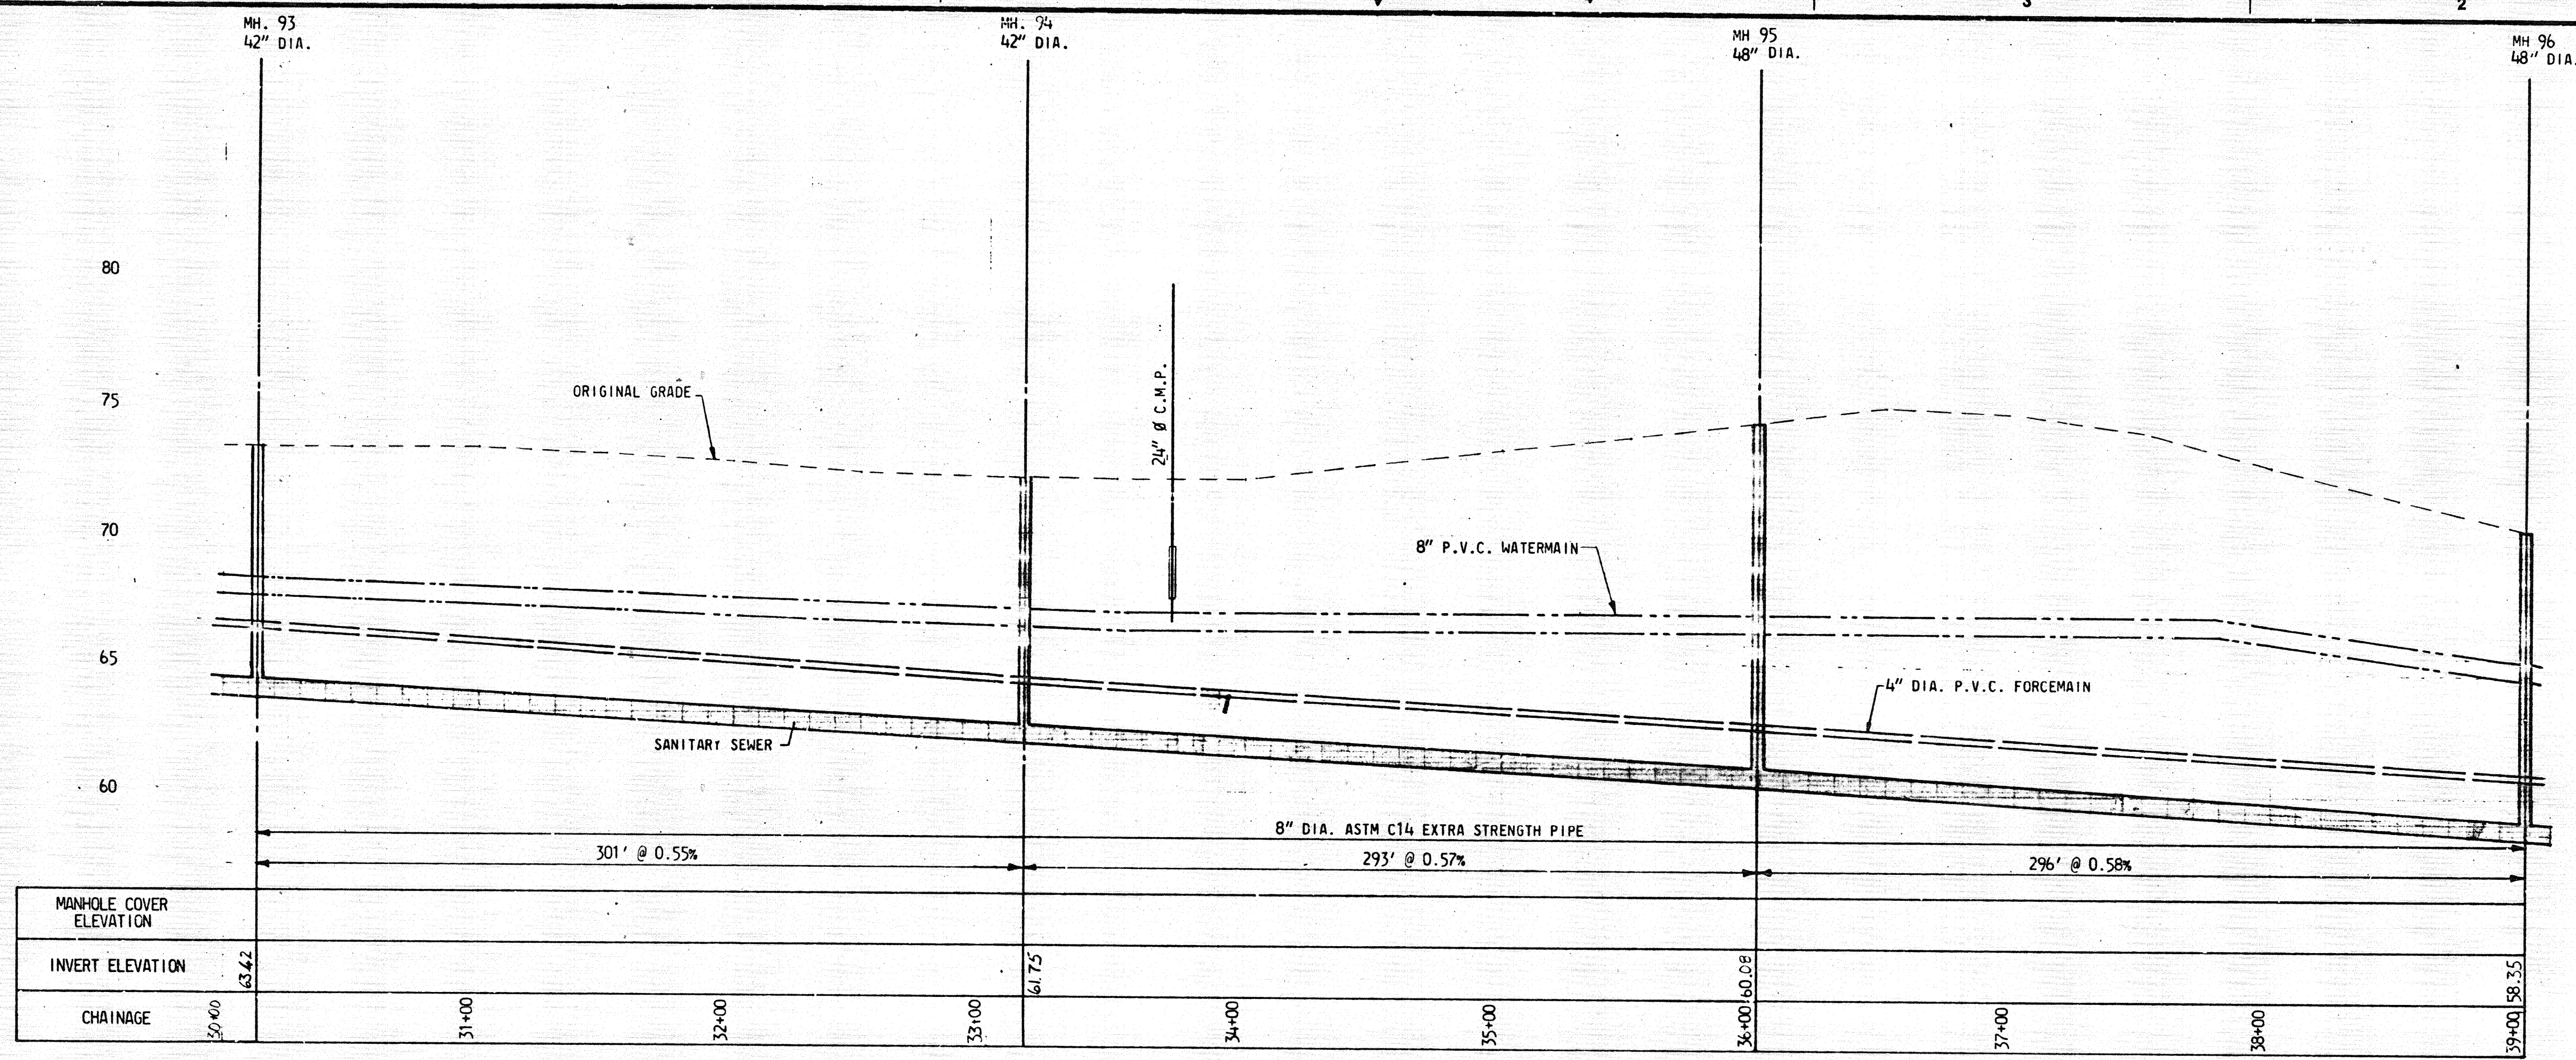 3
2
MH. 93
42" DIA.
MH. 94
42" DIA.
MH 95
48" DIA.
MH 96
48" DIA.
80
75
70
65
60
ORIGINAL GRADE
24" Ø C.M.P.
8" P.V.C. WATERMAIN
4" DIA. P.V.C. FORCEMAIN
SANITARY SEWER
8" DIA. ASTM C14 EXTRA STRENGTH PIPE
301' @ 0.55%
293' @ 0.57%
296' @ 0.58%
MANHOLE COVER
ELEVATION
INVERT ELEVATION
63.42
61.75
60.08
58.35
CHAINAGE
30+00
31+00
32+00
33+00
34+00
35+00
36+00
37+00
38+00
39+00